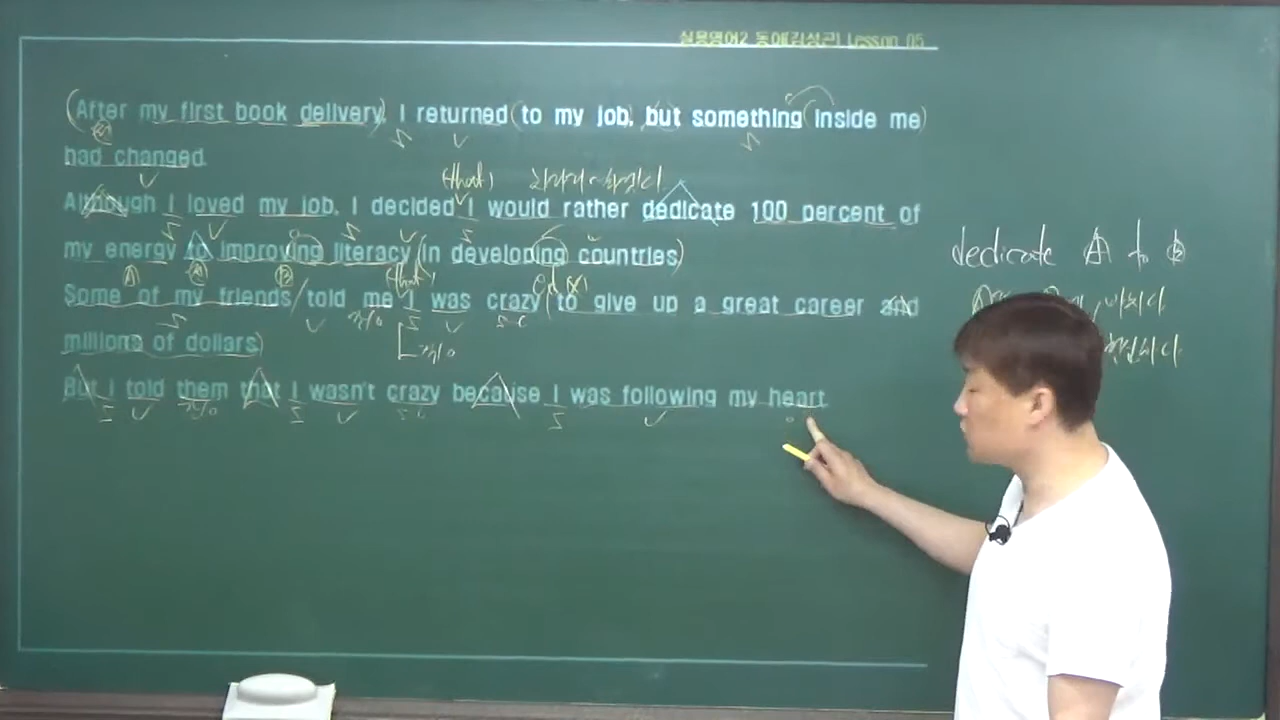 실용영어2 동아(김성곤) Lesson 05
(After my first book delivery), I returned (to my job), but something (inside me)
had changed.
(that)
Although I loved my job, I decided I would rather dedicate 100 percent of
my energy to improving literacy (in developing countries)
dedicate Ⓐ to Ⓑ
Ⓐ Ⓑ
(that) ed(X)
Some of my friends / told me I was crazy (to give up a great career and
millions of dollars)
But I told them that I wasn't crazy because I was following my heart.